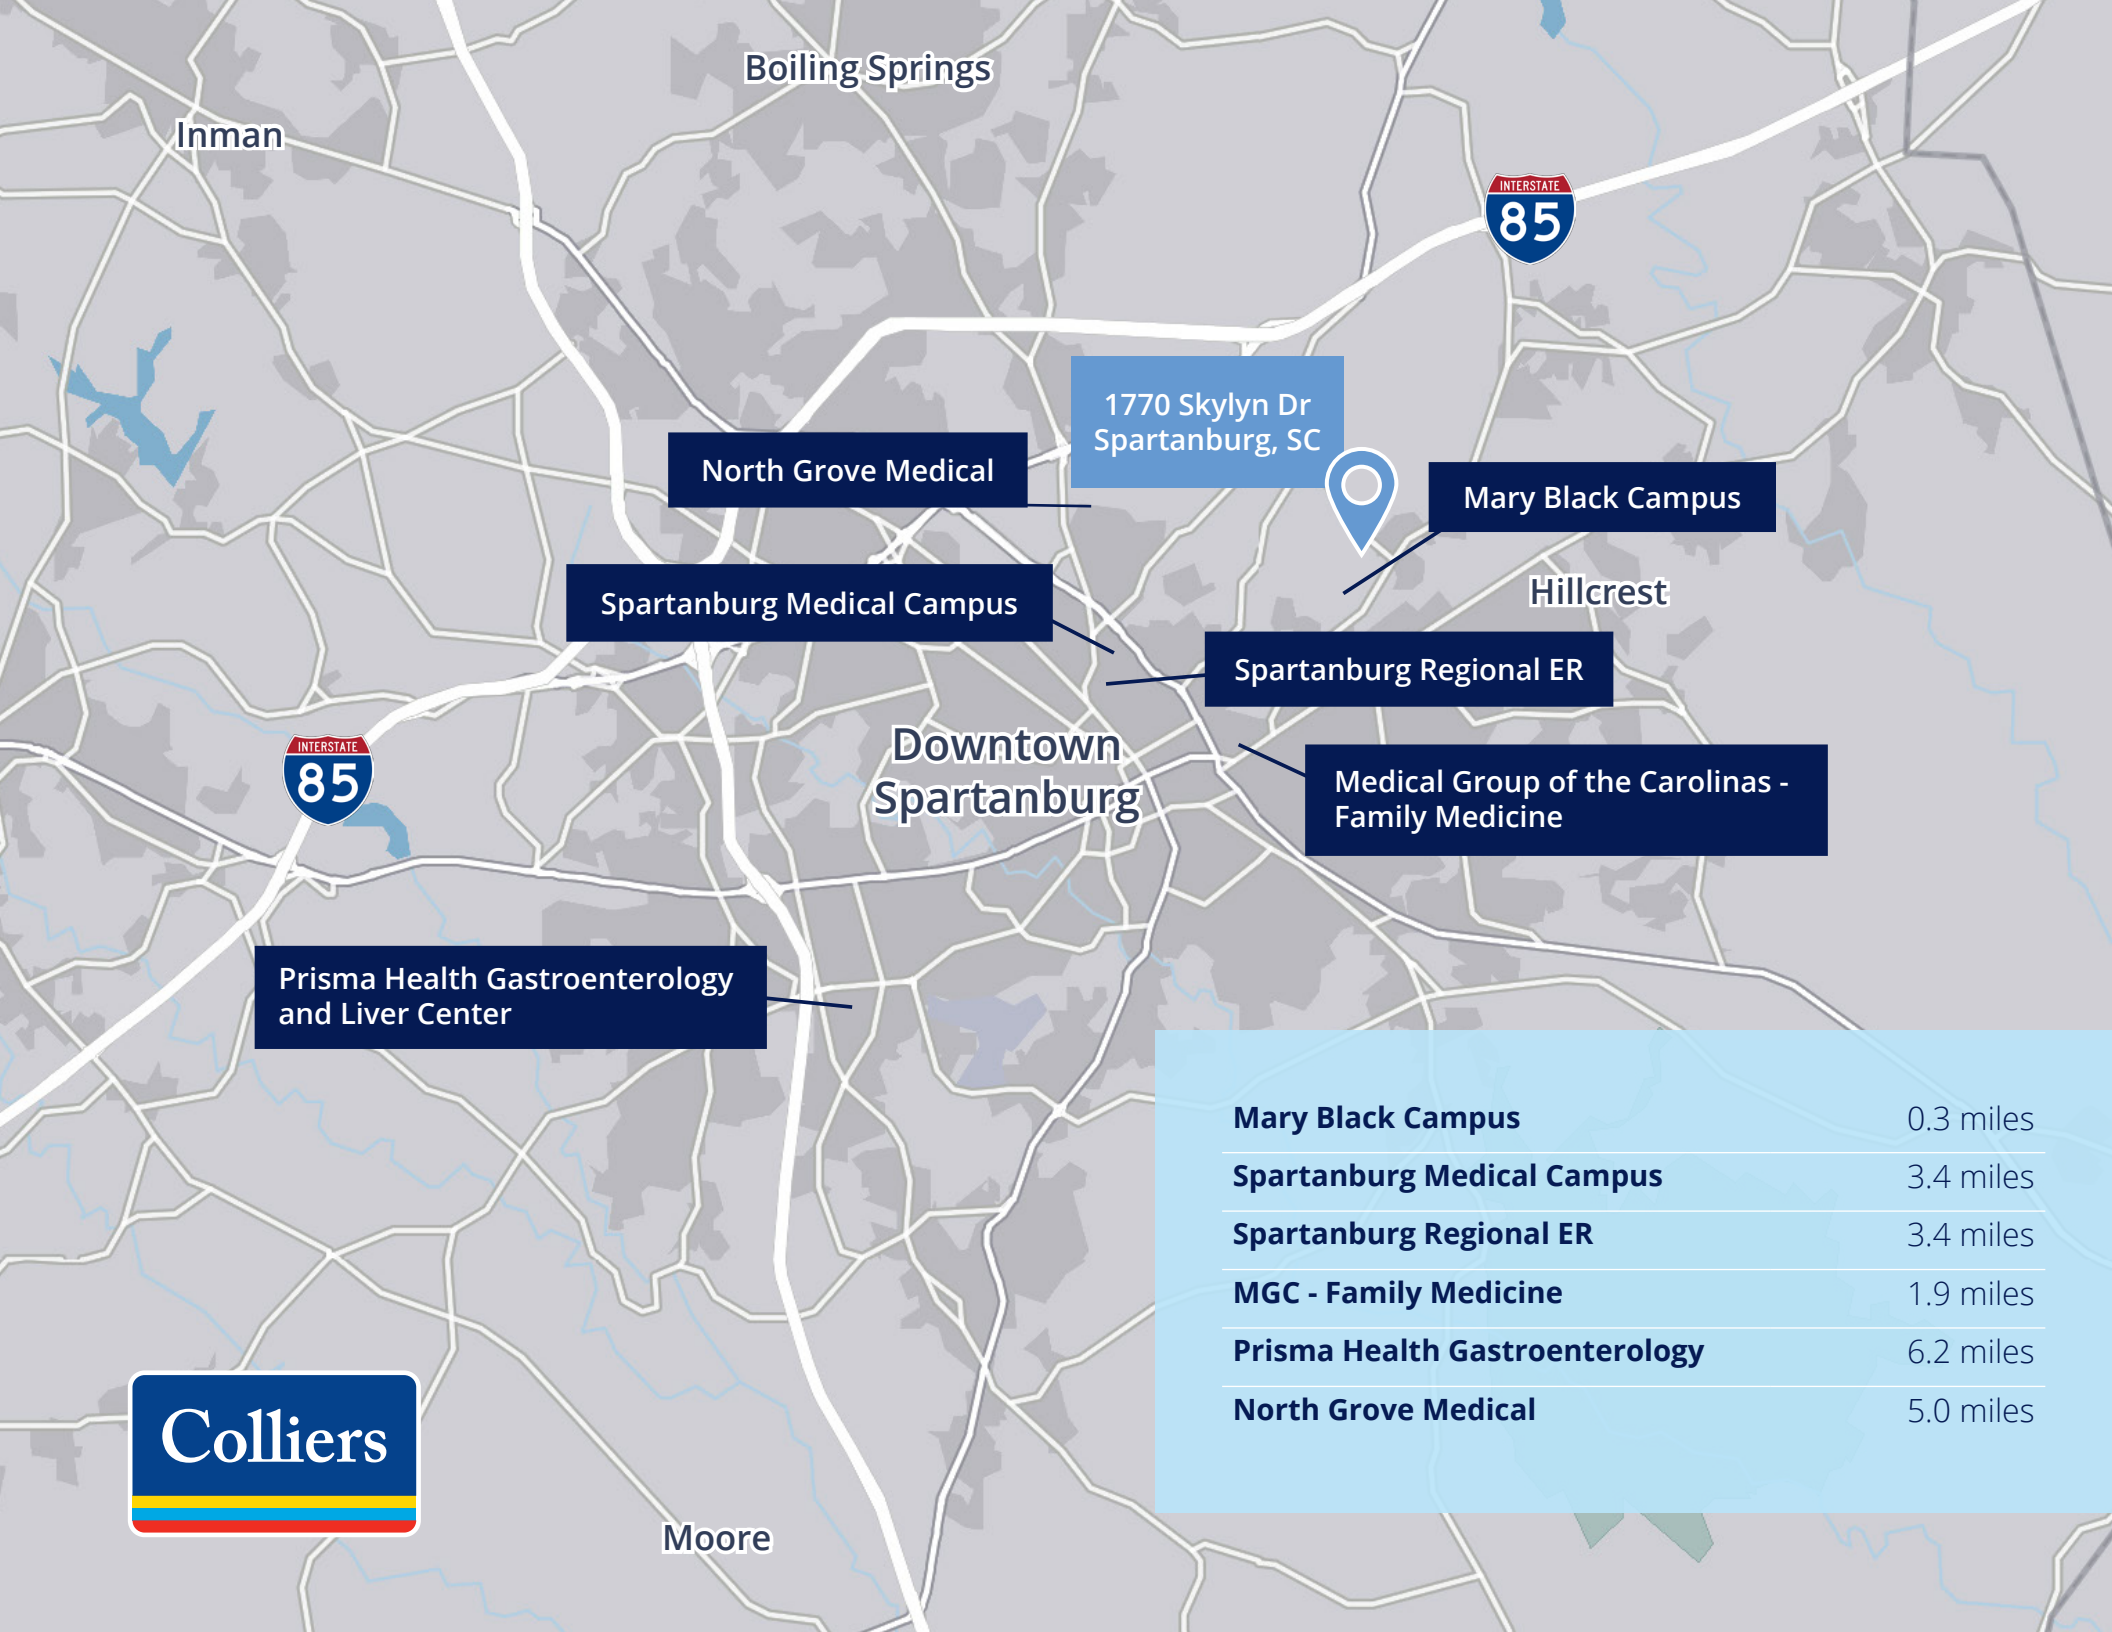 Boiling Springs
Inman
INTERSTATE
85
1770 Skylyn Dr
Spartanburg, SC
North Grove Medical
Mary Black Campus
Hillcrest
Spartanburg Medical Campus
Spartanburg Regional ER
Downtown
Spartanburg
INTERSTATE
85
Medical Group of the Carolinas -
Family Medicine
Prisma Health Gastroenterology
and Liver Center
Mary Black Campus 0.3 miles
Spartanburg Medical Campus 3.4 miles
Spartanburg Regional ER 3.4 miles
MGC - Family Medicine 1.9 miles
Prisma Health Gastroenterology 6.2 miles
North Grove Medical 5.0 miles
Colliers
Moore